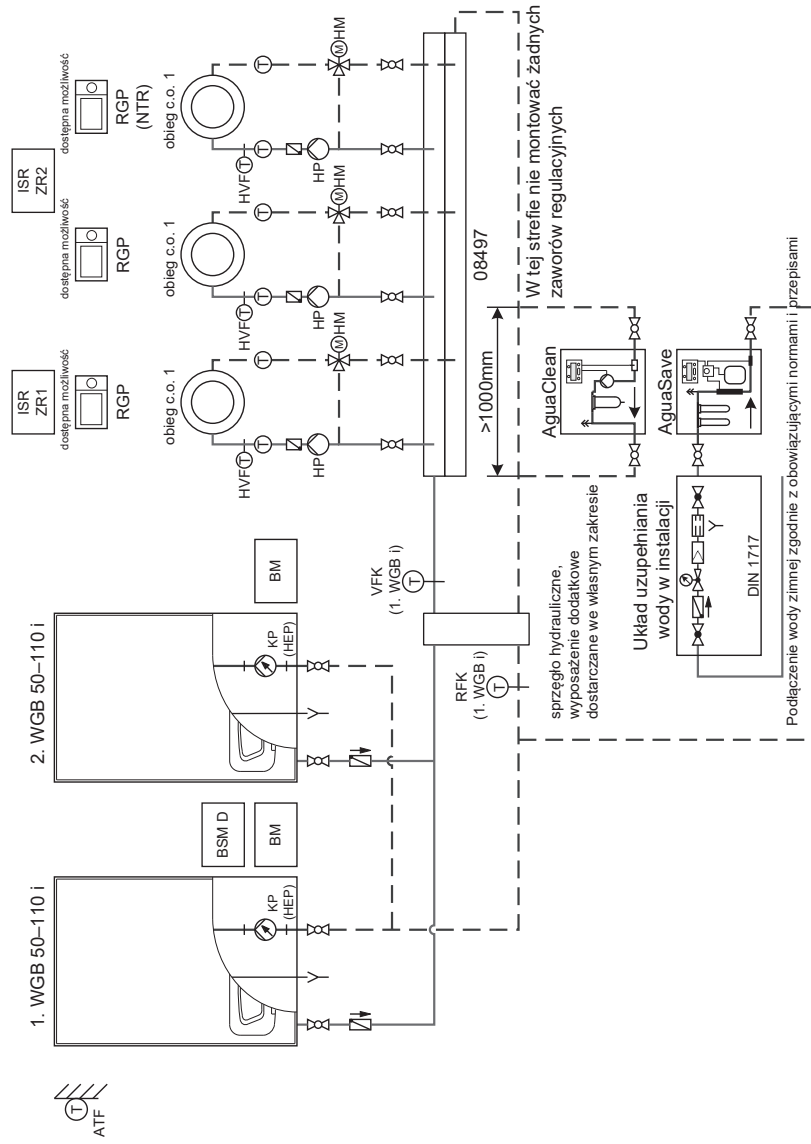 ATF
T
1. WGB 50–110 i
KP
(HEP)
BSM D
BM
2. WGB 50–110 i
KP
(HEP)
BM
RFK
(1. WGB i)
T
VFK
(1. WGB i)
T
sprzęgło hydrauliczne,
wyposażenie dodatkowe
dostarczane we własnym zakresie
ISR
ZR1
dostępna możliwość
RGP
obieg c.o. 1
HVF
T
T
T
HP
M
HM
dostępna możliwość
RGP
obieg c.o. 1
HVF
T
T
T
HP
M
HM
ISR
ZR2
dostępna możliwość
RGP
(NTR)
obieg c.o. 1
HVF
T
T
T
HP
M
HM
08497
>1000mm
W tej strefie nie montować żadnych
zaworów regulacyjnych
AguaClean
AguaSave
Układ uzupełniania
wody w instalacji
DIN 1717
Podłączenie wody zimnej zgodnie z obowiązującymi normami i przepisami